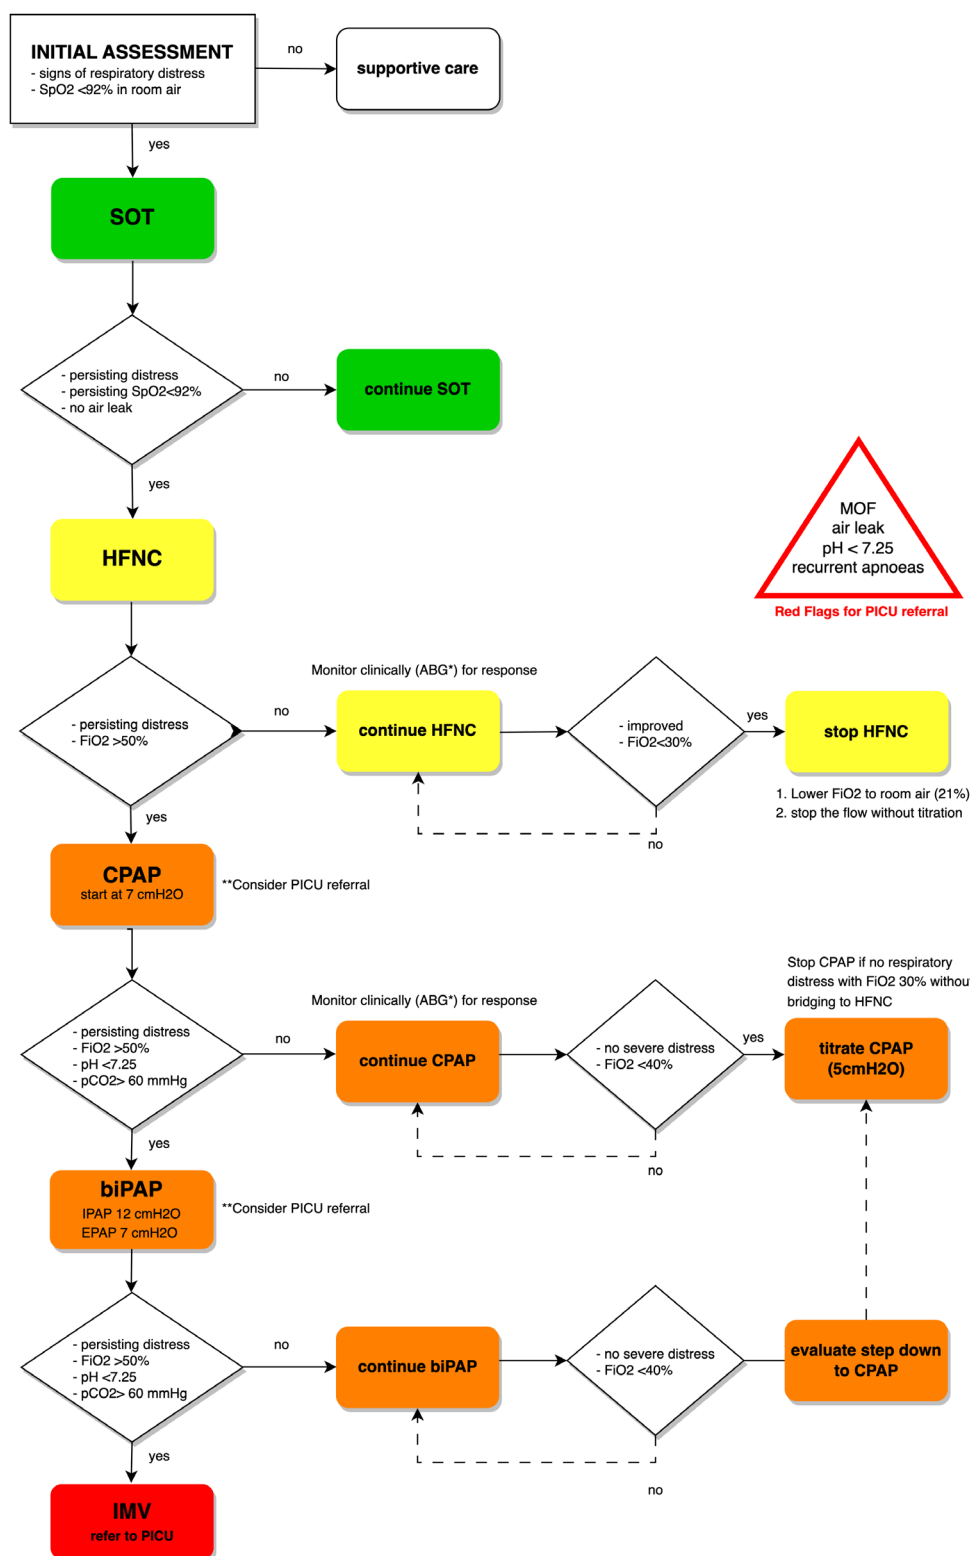 INITIAL ASSESSMENT
- signs of respiratory distress
- SpO2 <92% in room air
no
supportive care
yes
SOT
- persisting distress
- persisting SpO2<92%
- no air leak
no
continue SOT
yes
HFNC
MOF
air leak
pH < 7.25
recurrent apnoeas
Red Flags for PICU referral
Monitor clinically (ABG*) for response
- persisting distress
- FiO2 >50%
no
continue HFNC
- improved
- FiO2<30%
yes
stop HFNC
1. Lower FiO2 to room air (21%)
2. stop the flow without titration
no
yes
CPAP
start at 7 cmH2O
**Consider PICU referral
Stop CPAP if no respiratory
distress with FiO2 30% withou
bridging to HFNC
Monitor clinically (ABG*) for response
- persisting distress
- FiO2 >50%
- pH <7.25
- pCO2> 60 mmHg
no
continue CPAP
- no severe distress
- FiO2 <40%
yes
titrate CPAP
(5cmH2O)
no
yes
biPAP
IPAP 12 cmH2O
EPAP 7 cmH2O
**Consider PICU referral
- persisting distress
- FiO2 >50%
- pH <7.25
- pCO2> 60 mmHg
no
continue biPAP
- no severe distress
- FiO2 <40%
evaluate step down
to CPAP
no
yes
IMV
refer to PICU